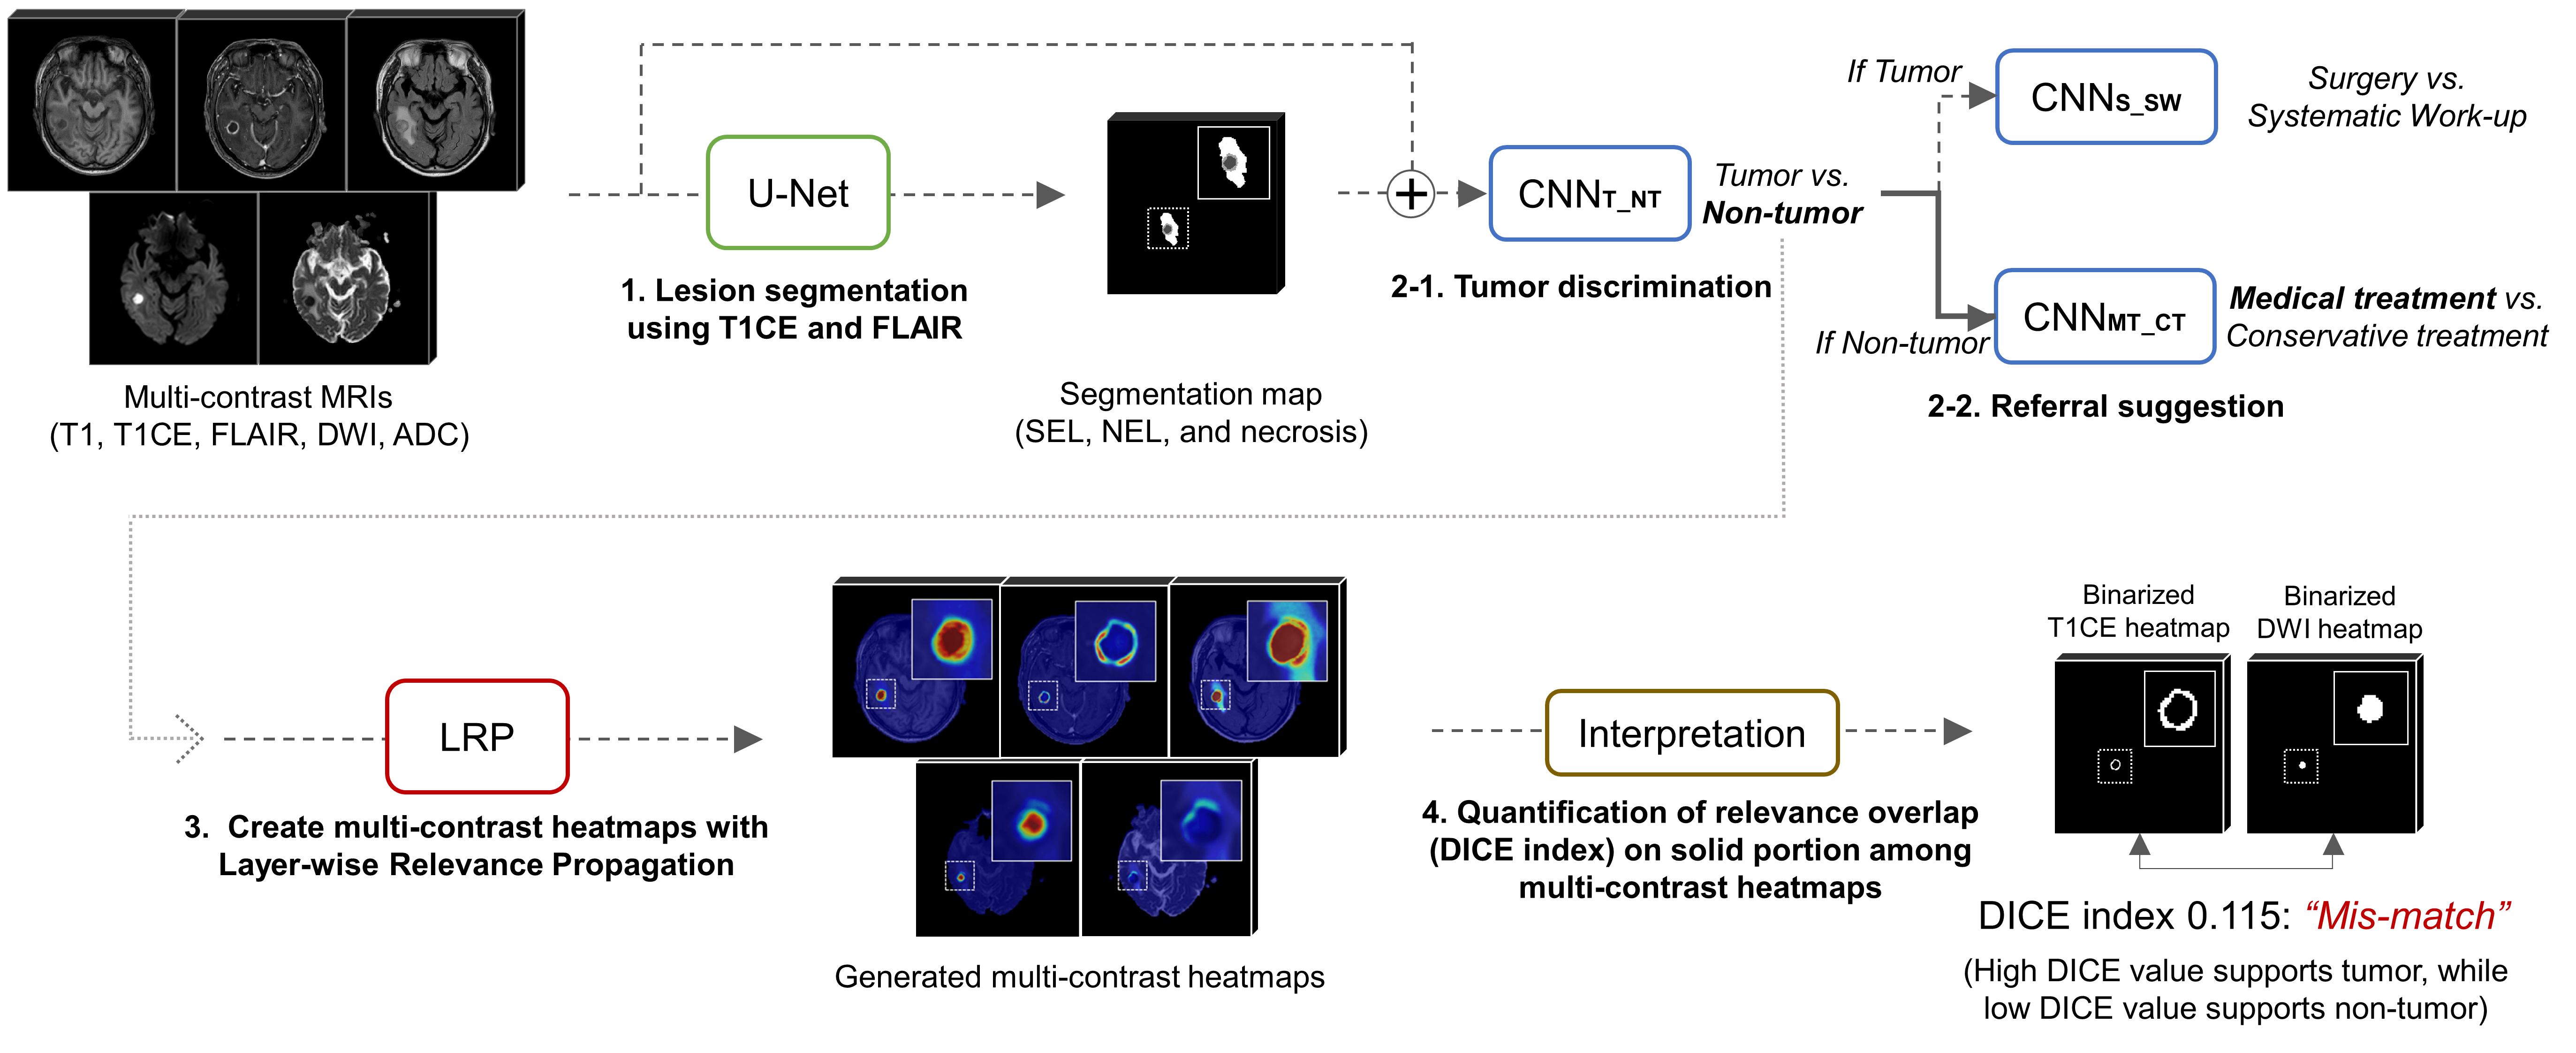 Multi-contrast MRIs
(T1, T1CE, FLAIR, DWI, ADC)
U-Net
1. Lesion segmentation
using T1CE and FLAIR
Segmentation map
(SEL, NEL, and necrosis)
+
CNNT_NT
Tumor vs.
Non-tumor
2-1. Tumor discrimination
If Tumor
CNNS_SW
Surgery vs.
Systematic Work-up
If Non-tumor
CNNMT_CT
Medical treatment vs.
Conservative treatment
2-2. Referral suggestion
LRP
3. Create multi-contrast heatmaps with
Layer-wise Relevance Propagation
Generated multi-contrast heatmaps
Interpretation
4. Quantification of relevance overlap
(DICE index) on solid portion among
multi-contrast heatmaps
Binarized
T1CE heatmap
Binarized
DWI heatmap
DICE index 0.115: “Mis-match”
(High DICE value supports tumor, while
low DICE value supports non-tumor)